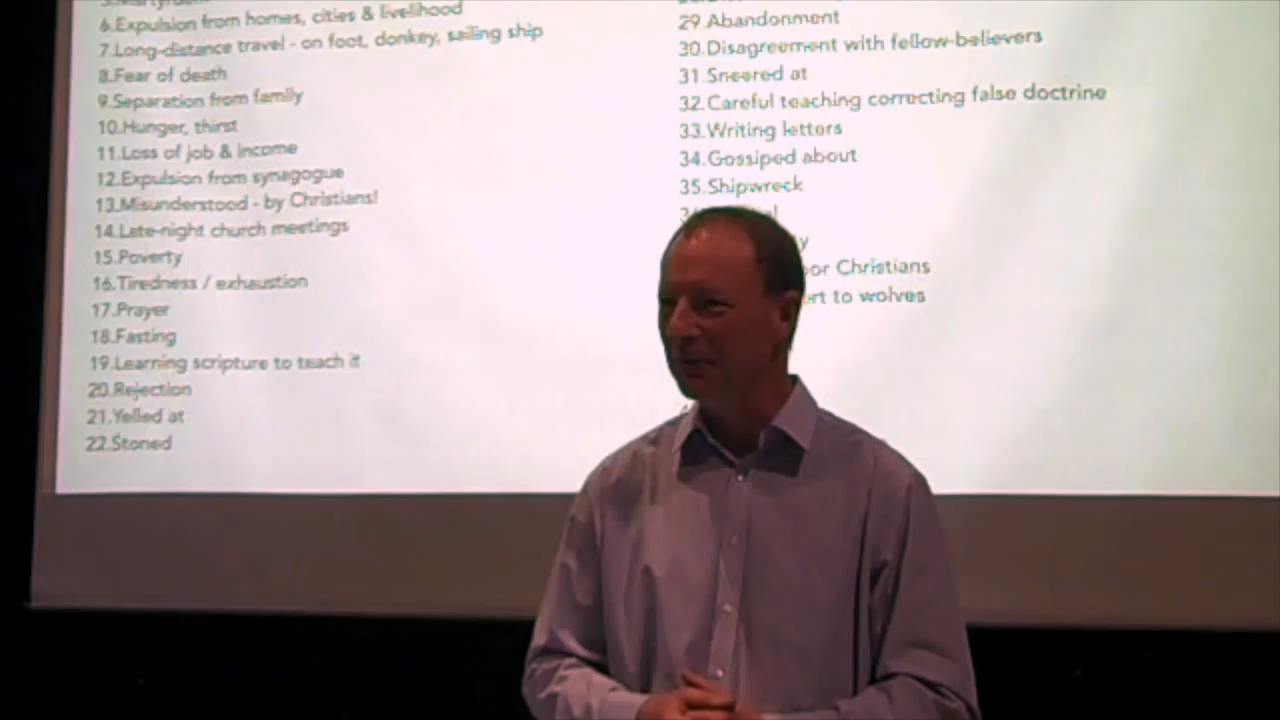 6.Expulsion from homes, cities & livelihood
7.Long-distance travel - on foot, donkey, sailing ship
8.Fear of death
9.Separation from family
10.Hunger, thirst
11.Loss of job & income
12.Expulsion from synagogue
13.Misunderstood - by Christians!
14.Late-night church meetings
15.Poverty
16.Tiredness / exhaustion
17.Prayer
18.Fasting
19.Learning scripture to teach it
20.Rejection
21.Yelled at
22.Stoned
29.Abandonment
30.Disagreement with fellow-believers
31.Sneered at
32.Careful teaching correcting false doctrine
33.Writing letters
34.Gossiped about
35.Shipwreck
Christians
to wolves